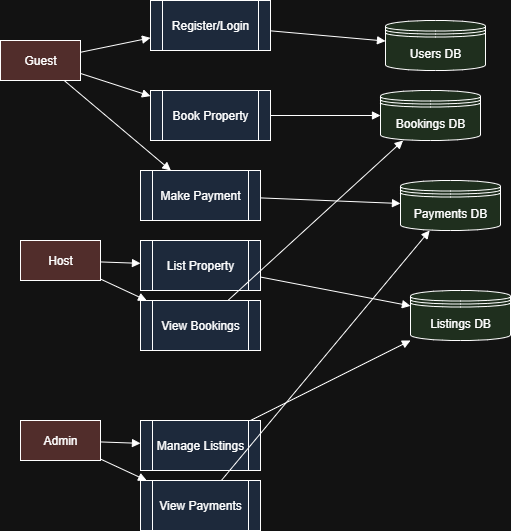 Register/Login
Users DB
Guest
Book Property
Bookings DB
Make Payment
Payments DB
Host
List Property
View Bookings
Listings DB
Admin
Manage Listings
View Payments